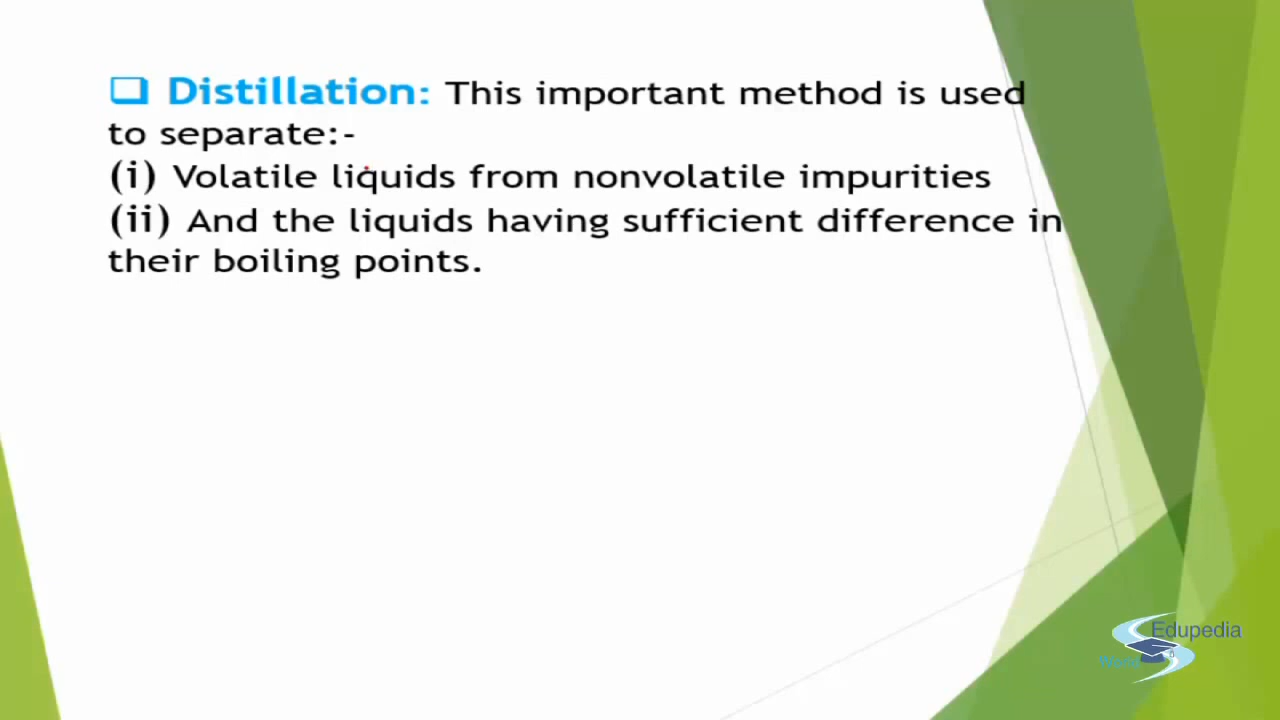 ❑ Distillation: This important method is used
to separate:-
(i) Volatile liquids from nonvolatile impurities
(ii) And the liquids having sufficient difference in
their boiling points.
Edupedia
World